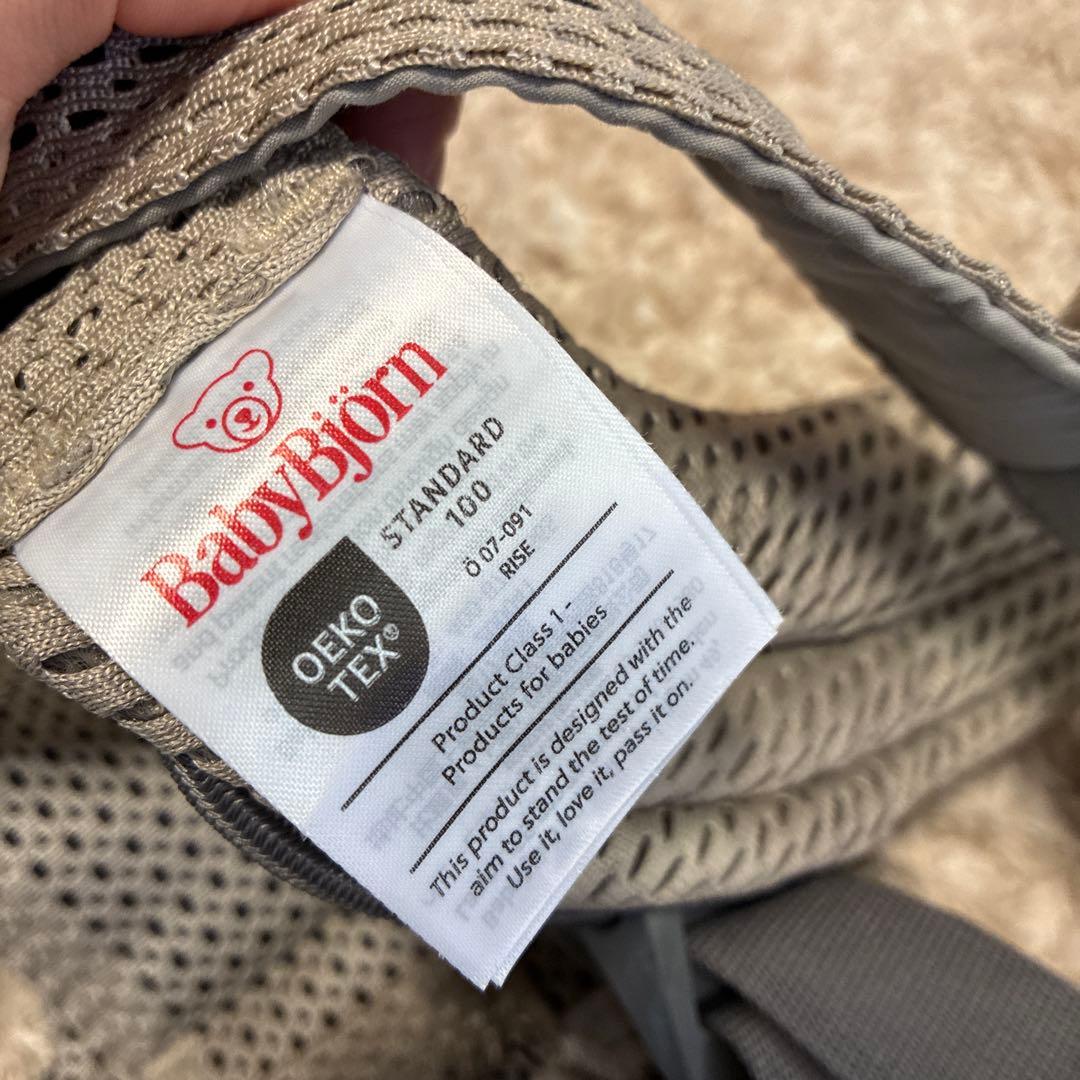 BabyBjörn
OEKO
TEX®
STANDARD
100
Ö 07-091
RISE
Product Class 1 -
Products for babies
This product is designed with the
aim to stand the test of time.
Use it, love it, pass it on.